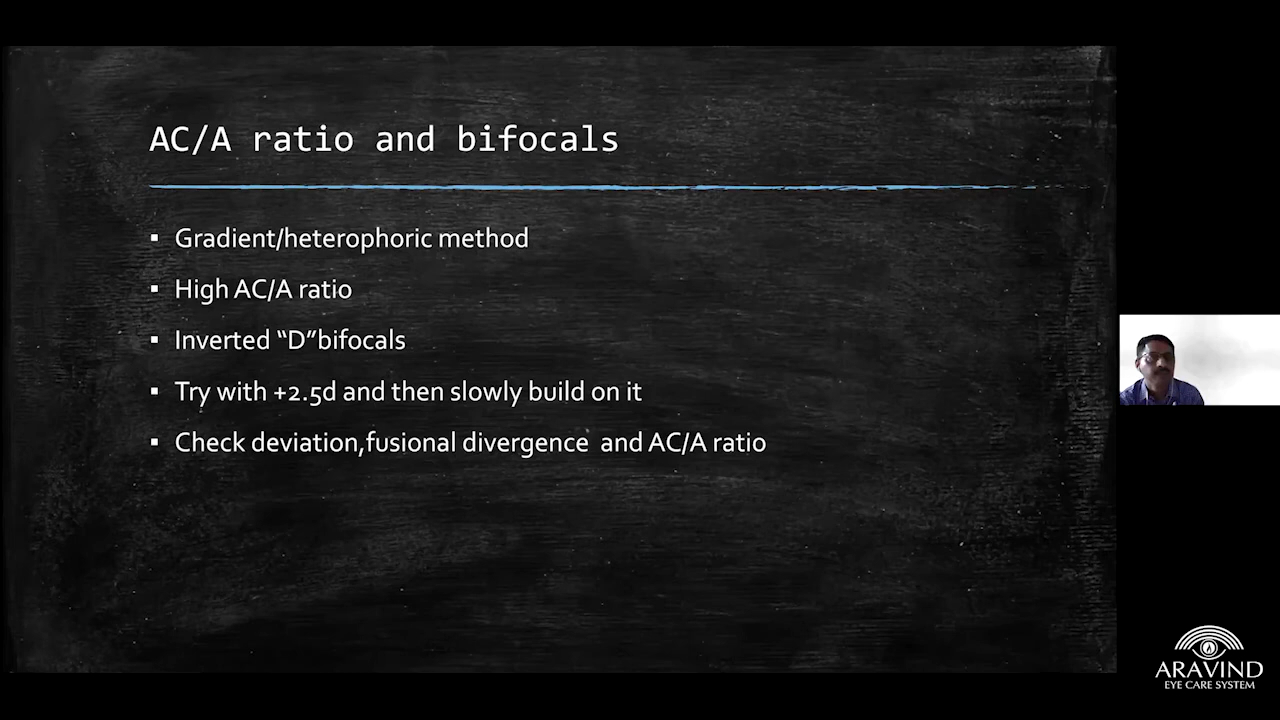 AC/A ratio and bifocals
▪ Gradient/heterophoric method
▪ High AC/A ratio
▪ Inverted “D”bifocals
▪ Try with +2.5d and then slowly build on it
▪ Check deviation,fusional divergence  and AC/A ratio
ARAVIND
EYE CARE SYSTEM